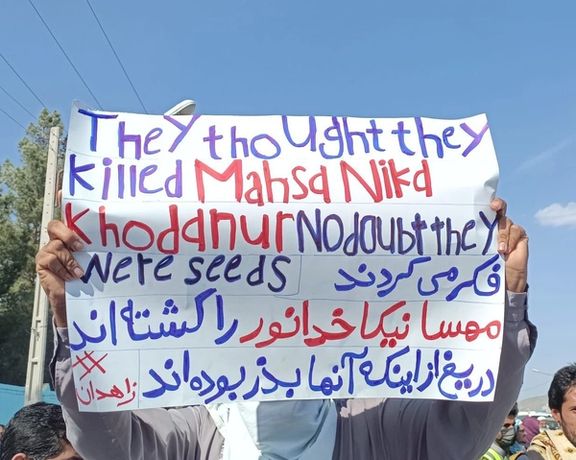 They thought they
killed Mahsa Nika
Khodanur No doubt they
were seeds
فکر می کردند
مهسا نیکا خدانور را کشته اند
دریغ از اینکه آنها بذر بوده اند
# زاهدان